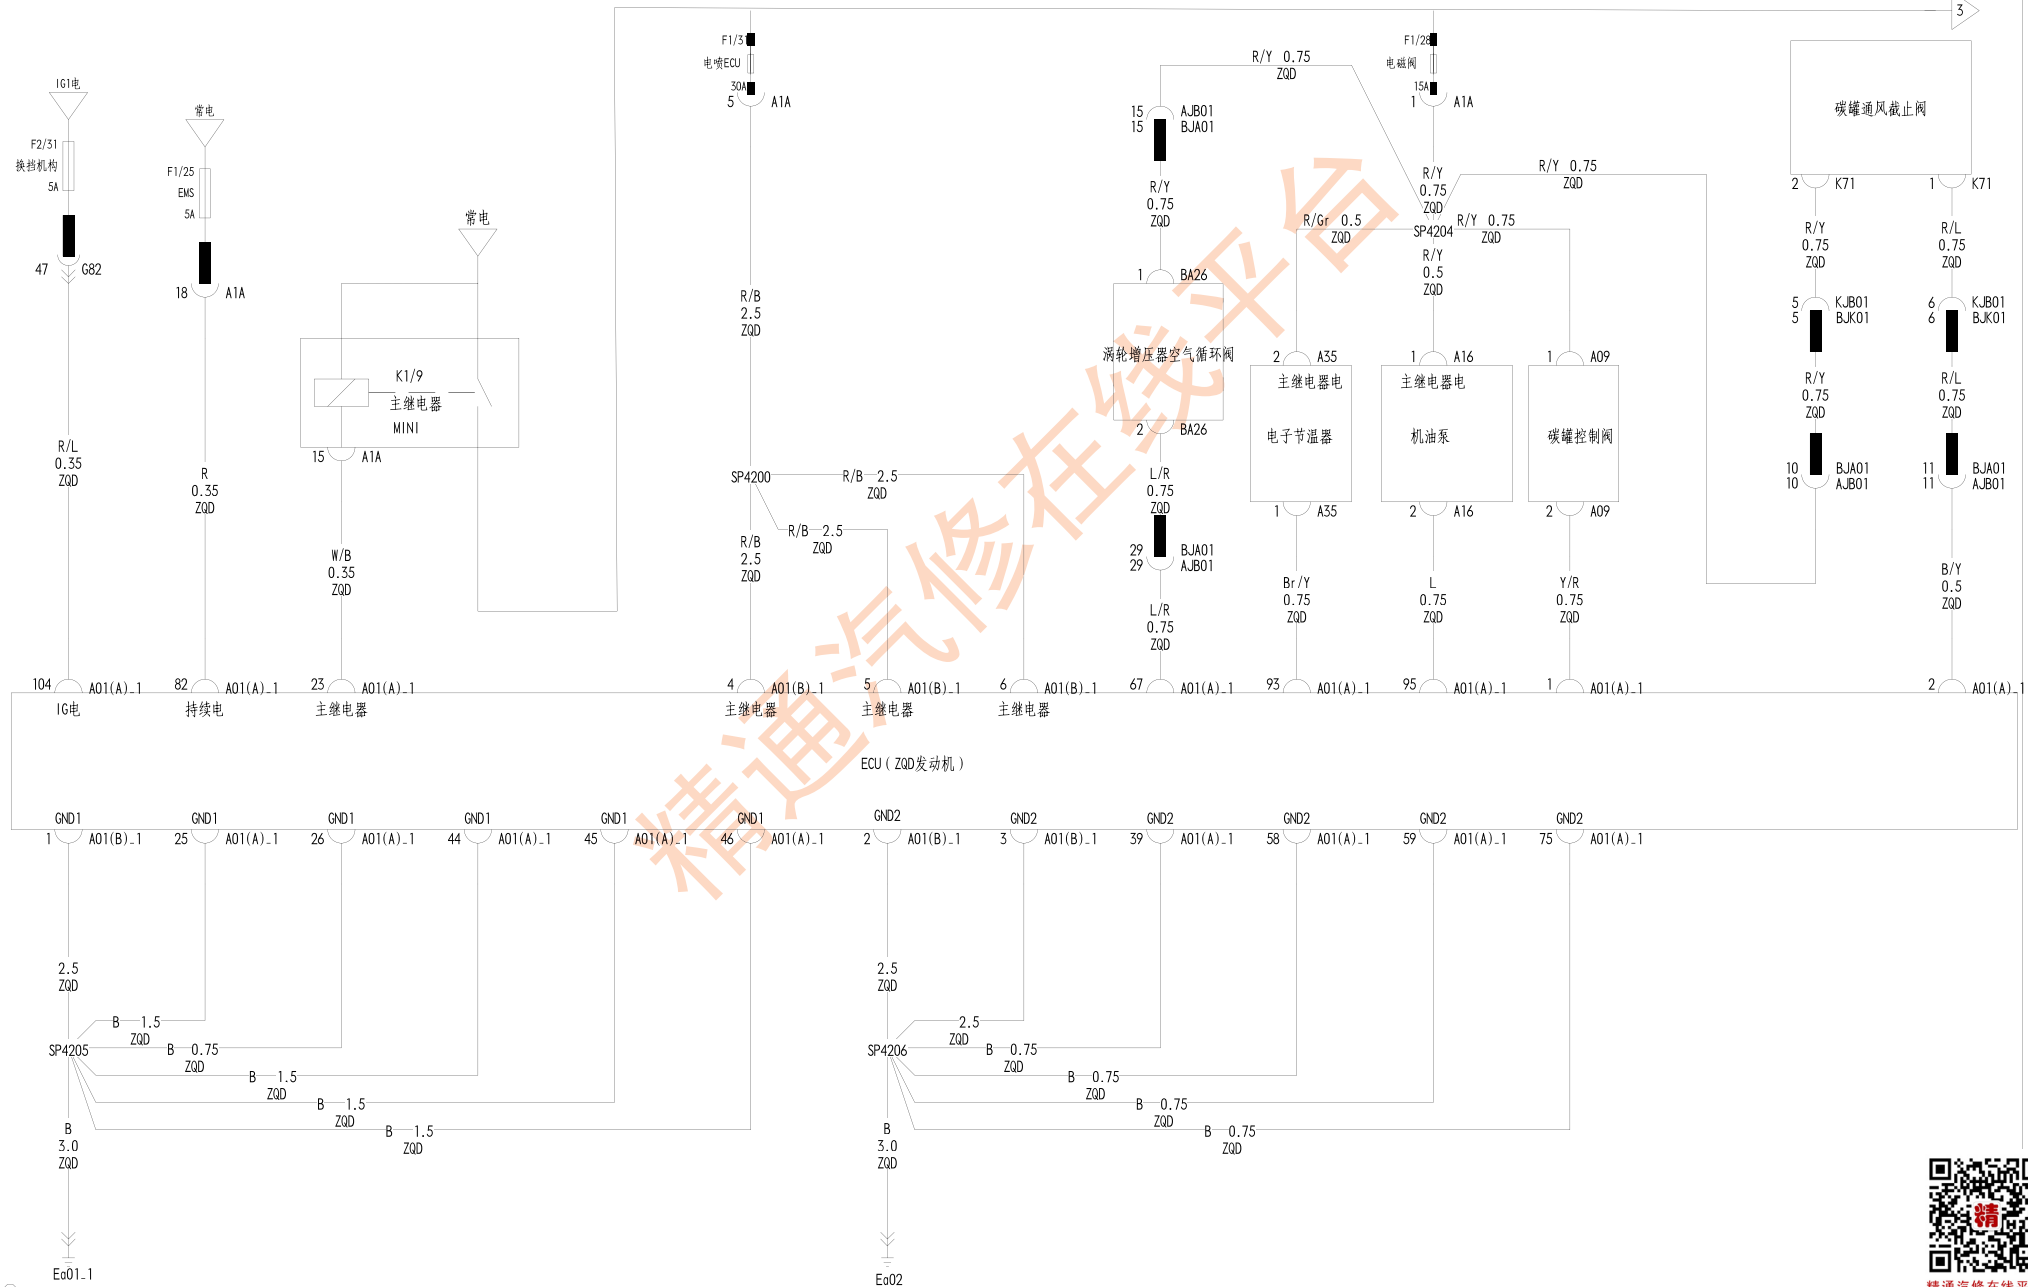 3
F1/31
电喷ECU
30A
5 A1A
F1/28
电磁阀
15A
1 A1A
R/Y 0.75
ZQD
IG1电
F2/31
换挡机构
5A
47 G82
常电
F1/25
EMS
5A
18 A1A
常电
K1/9
主继电器
MINI
15 A1A
15 AJB01
15 BJA01
R/Y
0.75
ZQD
1 BA26
涡轮增压器空气循环阀
2 BA26
L/R
0.75
ZQD
29 BJA01
29 AJB01
L/R
0.75
ZQD
R/Y
0.75
ZQD
R/Y 0.75
ZQD
R/Gr 0.5
ZQD
SP4204
R/Y 0.75
ZQD
R/Y
0.5
ZQD
2 A35
主继电器电
电子节温器
1 A35
1 A16
主继电器电
机油泵
2 A16
1 A09
碳罐控制阀
2 A09
碳罐通风截止阀
2 K71
1 K71
R/Y
0.75
ZQD
R/L
0.75
ZQD
5 KJB01
5 BJK01
6 KJB01
6 BJK01
R/Y
0.75
ZQD
R/L
0.75
ZQD
10 BJA01
10 AJB01
11 BJA01
11 AJB01
R/B
2.5
ZQD
SP4200
R/B 2.5
ZQD
R/B 2.5
ZQD
R/B
2.5
ZQD
R/L
0.35
ZQD
R
0.35
ZQD
W/B
0.35
ZQD
Br/Y
0.75
ZQD
L
0.75
ZQD
Y/R
0.75
ZQD
B/Y
0.5
ZQD
104 A01(A)_1
IG电
82 A01(A)_1
持续电
23 A01(A)_1
主继电器
4 A01(B)_1
主继电器
5 A01(B)_1
主继电器
6 A01(B)_1
主继电器
67 A01(A)_1
93 A01(A)_1
95 A01(A)_1
1 A01(A)_1
2 A01(A)_1
ECU（ZQD发动机）
GND1
1 A01(B)_1
GND1
25 A01(A)_1
GND1
26 A01(A)_1
GND1
44 A01(A)_1
GND1
45 A01(A)_1
GND1
46 A01(A)_1
GND2
2 A01(B)_1
GND2
3 A01(B)_1
GND2
39 A01(A)_1
GND2
58 A01(A)_1
GND2
59 A01(A)_1
GND2
75 A01(A)_1
2.5
ZQD
B 1.5
ZQD
SP4205
B 0.75
ZQD
B 1.5
ZQD
B 1.5
ZQD
B 1.5
ZQD
B
3.0
ZQD
Ea01_1
2.5
ZQD
2.5
ZQD
SP4206
B 0.75
ZQD
B 0.75
ZQD
B 0.75
ZQD
B 0.75
ZQD
B
3.0
ZQD
Ea02
精通汽修在线平台
精
精通汽修在线平